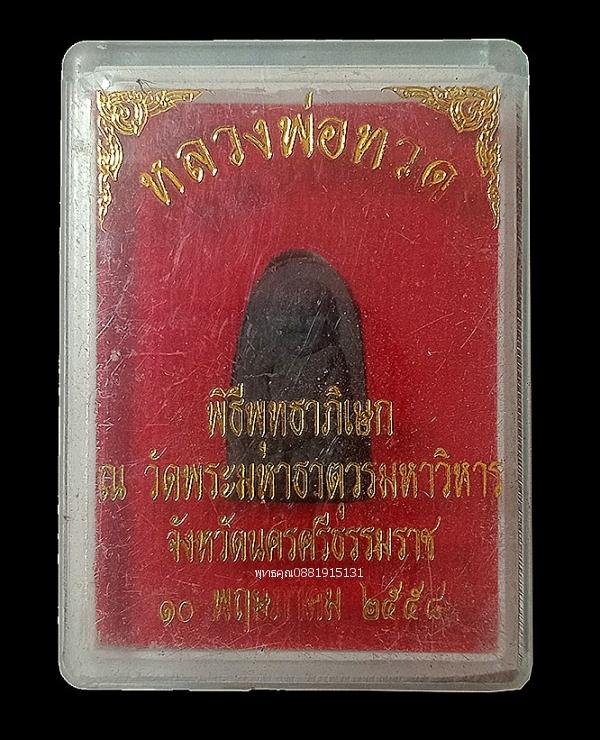 หลวงพ่อทวด
พิธีพุทธาภิเษก
ณ วัดพระมหาธาตุวรมหาวิหาร
จังหวัดนครศรีธรรมราช
พุทธคุณ0881915131
๑๐ พฤษภาคม ๒๕๕๘